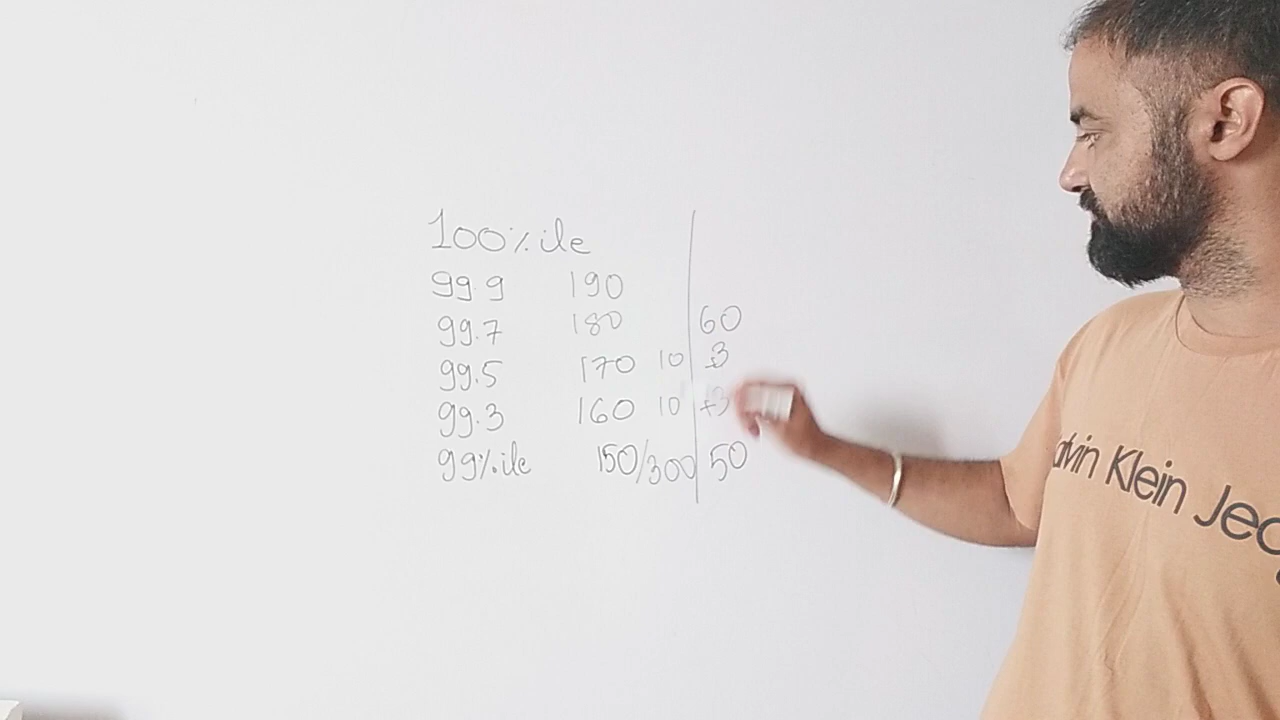 100%ile
99.9 190
99.7 180 60
99.5 170 10 3
99.3 160 10 +3
99%ile 150/300 50
Calvin Klein Jea